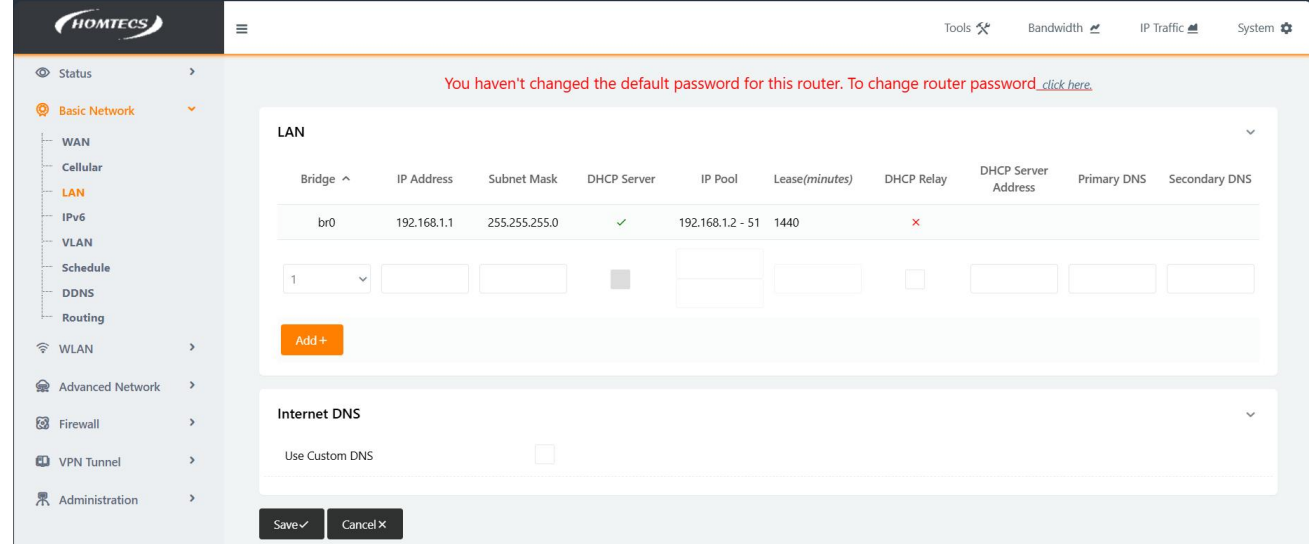 HOMTECS
Tools Bandwidth IP Traffic System
Status
You haven't changed the default password for this router. To change router password click here.
Basic Network
WAN
Cellular
LAN
IPv6
VLAN
Schedule
DDNS
Routing
WLAN
Advanced Network
Firewall
VPN Tunnel
Administration
LAN
Bridge IP Address Subnet Mask DHCP Server IP Pool Lease(minutes) DHCP Relay DHCP Server Address Primary DNS Secondary DNS
br0 192.168.1.1 255.255.255.0 192.168.1.2 - 51 1440
1
Add +
Internet DNS
Use Custom DNS
Save Cancel